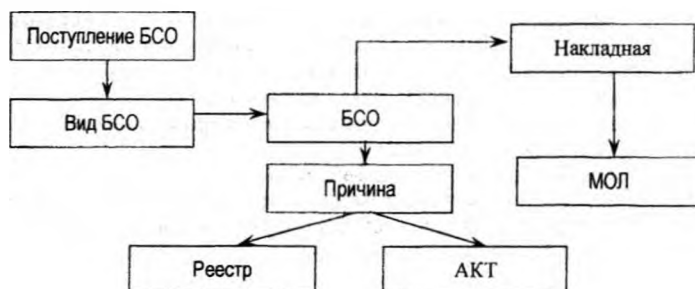 Поступление БСО
Накладная
Вид БСО
БСО
Причина
МОЛ
Реестр
АКТ